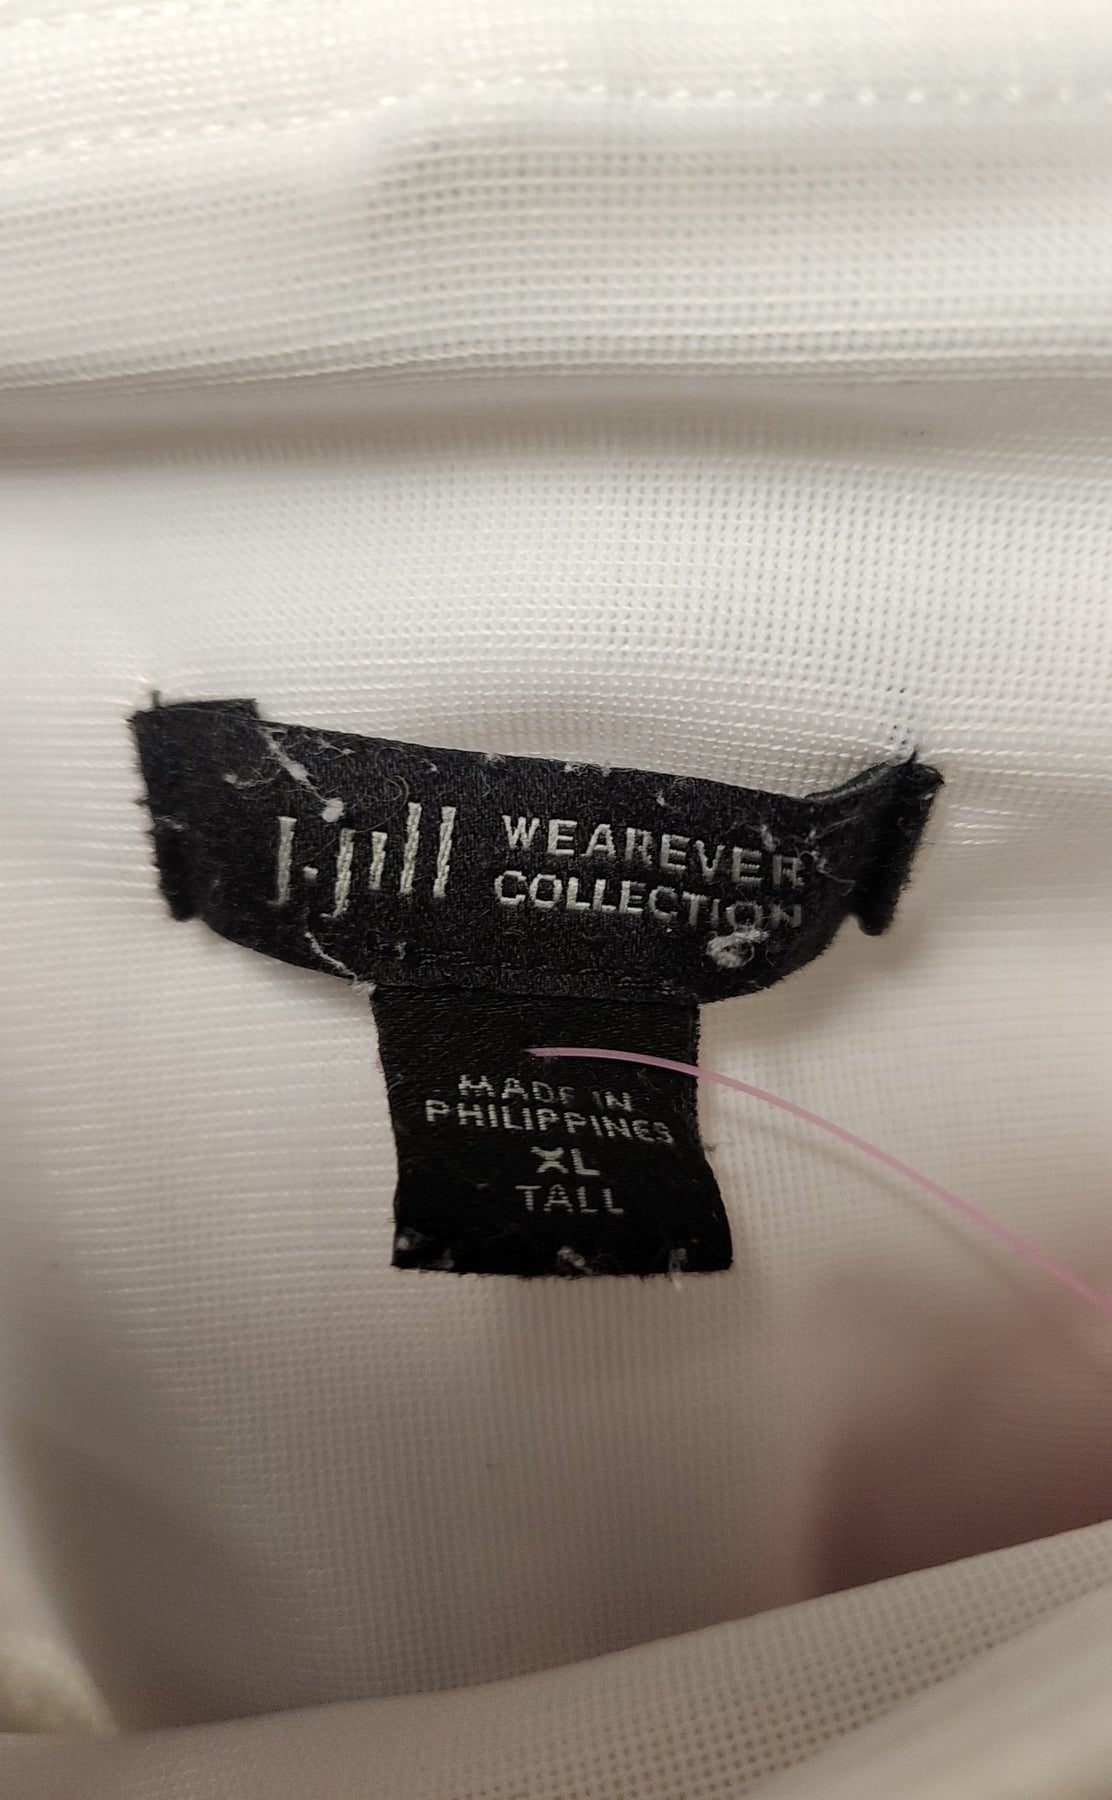 J.Jill WEAREVER
COLLECTION
MADE IN
PHILIPPINES
XL
TALL